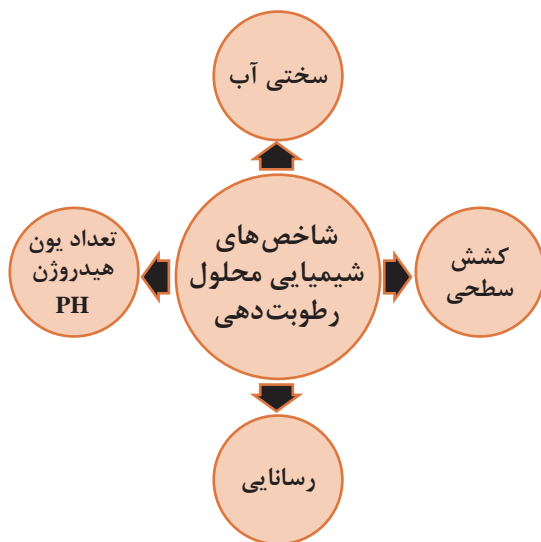 سختی آب
شاخص‌های
شیمیایی محلول
رطوبت‌دهی
کشش
سطحی
تعداد یون
هیدروژن
PH
رسانایی